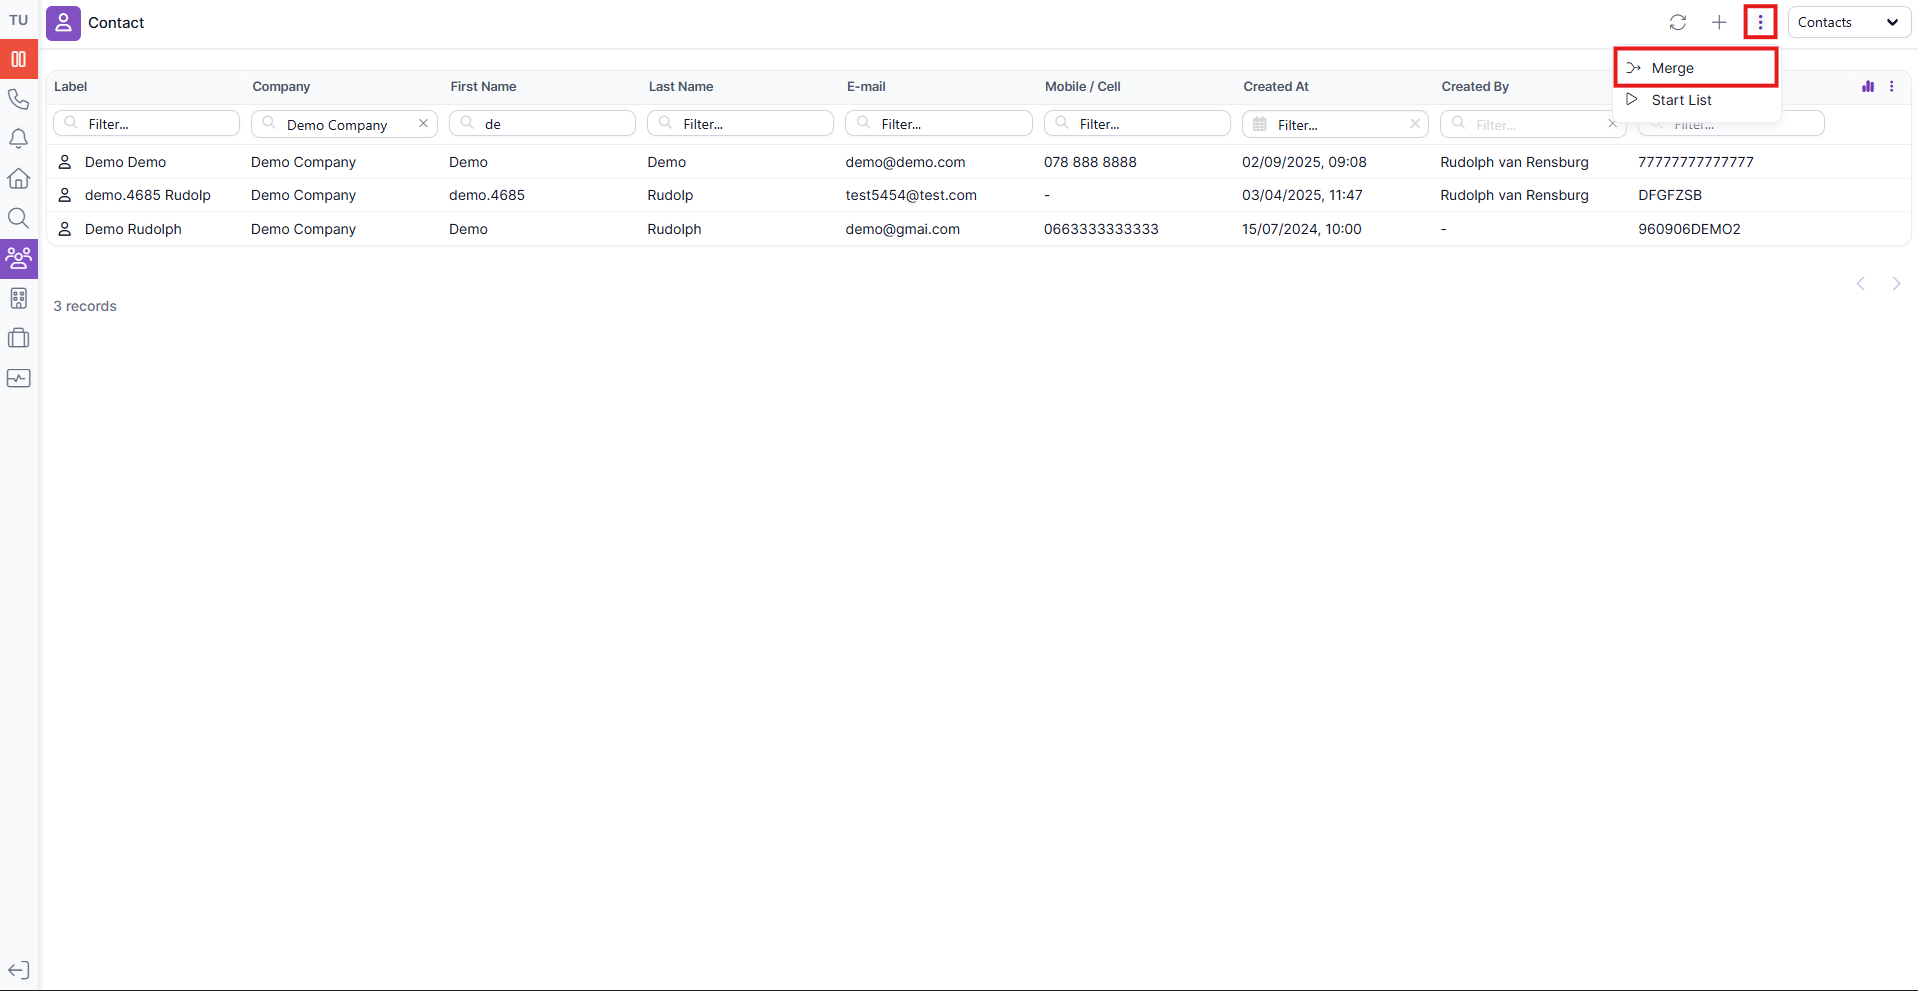 TU
Contact
Contacts
Merge
Start List
Label Company First Name Last Name E-mail Mobile / Cell Created At Created By
Filter... Demo Company de Filter... Filter... Filter... Filter... Filter... Filter...
Demo Demo Demo Company Demo Demo demo@demo.com 078 888 8888 02/09/2025, 09:08 Rudolph van Rensburg 77777777777777
demo.4685 Rudolp Demo Company demo.4685 Rudolp test5454@test.com - 03/04/2025, 11:47 Rudolph van Rensburg DFGFZSB
Demo Rudolph Demo Company Demo Rudolph demo@gmai.com 0663333333333 15/07/2024, 10:00 - 960906DEMO2
3 records